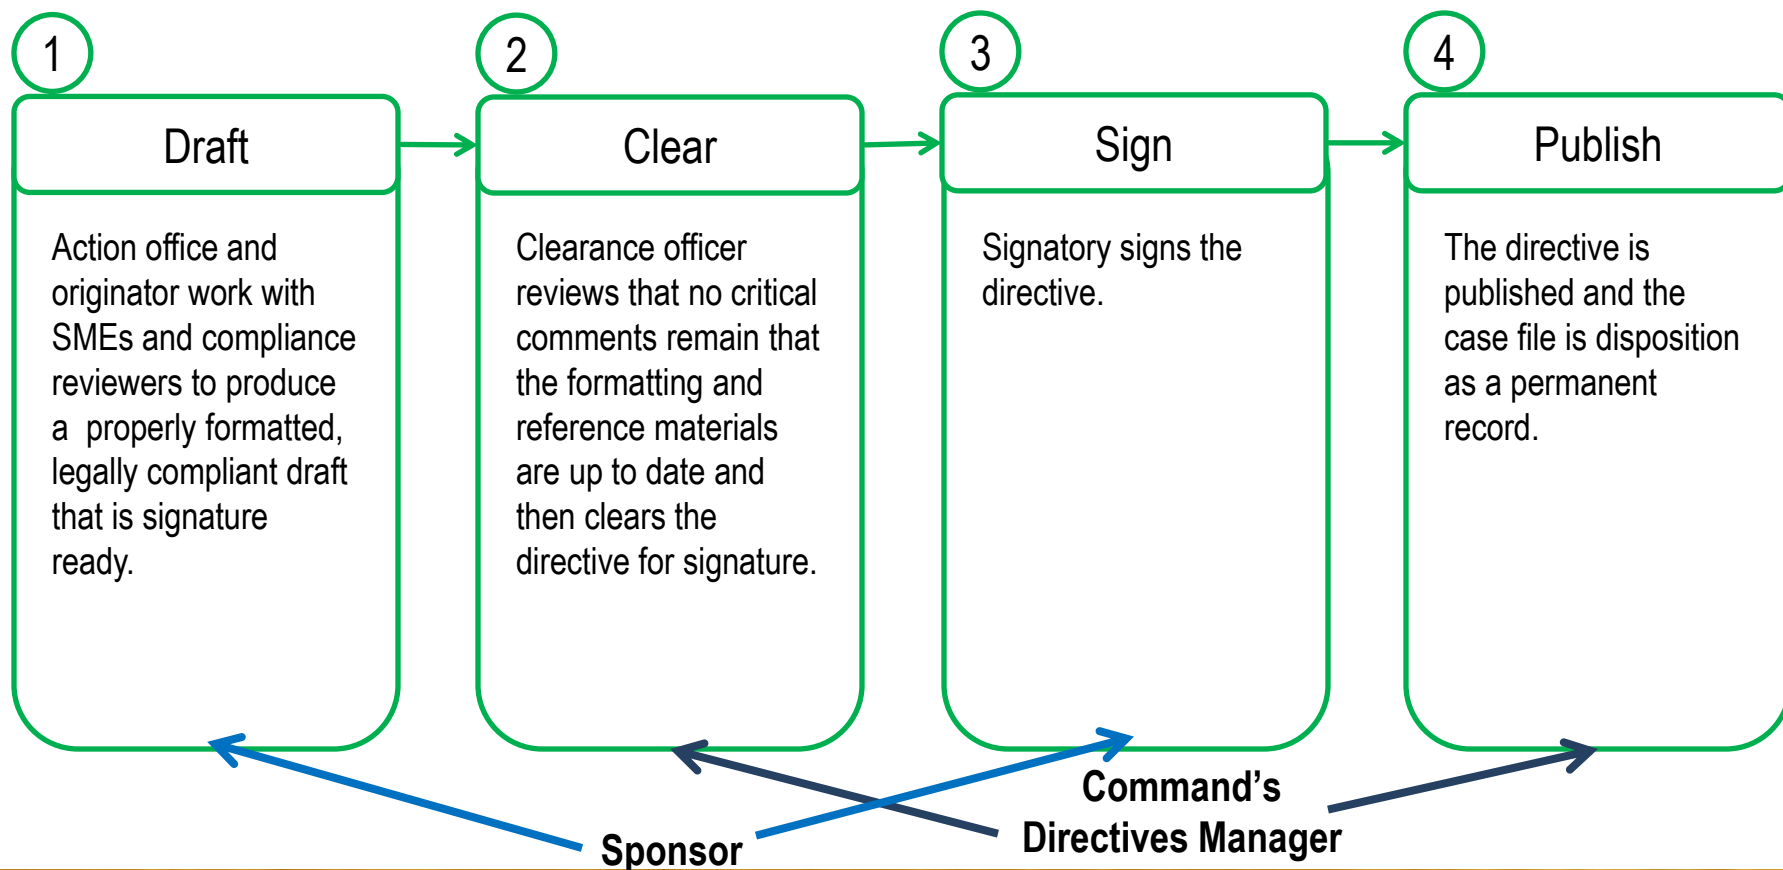 1
Draft
Action office and
originator work with
SMEs and compliance
reviewers to produce
a  properly formatted,
legally compliant draft
that is signature
ready.
2
Clear
Clearance officer
reviews that no critical
comments remain that
the formatting and
reference materials
are up to date and
then clears the
directive for signature.
3
Sign
Signatory signs the
directive.
4
Publish
The directive is
published and the
case file is disposition
as a permanent
record.
Sponsor
Command’s
Directives Manager